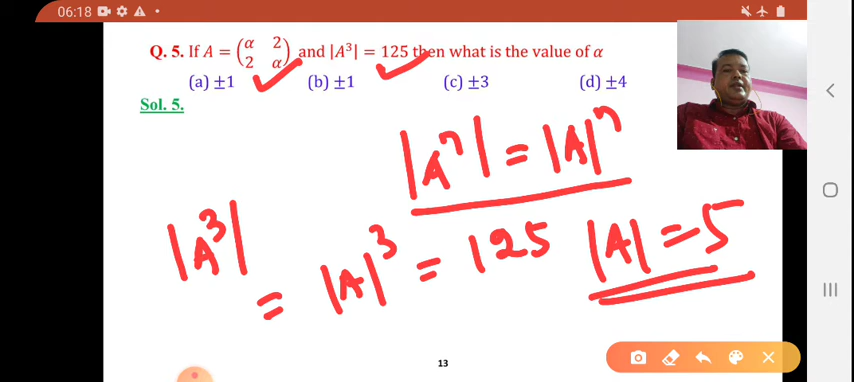 06:18
Q. 5. If A = (α 2
2 α) and |A³| = 125 then what is the value of α
(a) ±1 (b) ±1 (c) ±3 (d) ±4
Sol. 5.
|Aⁿ| = |A|ⁿ
|A³|
= |A|³ = 125 |A| = 5
13